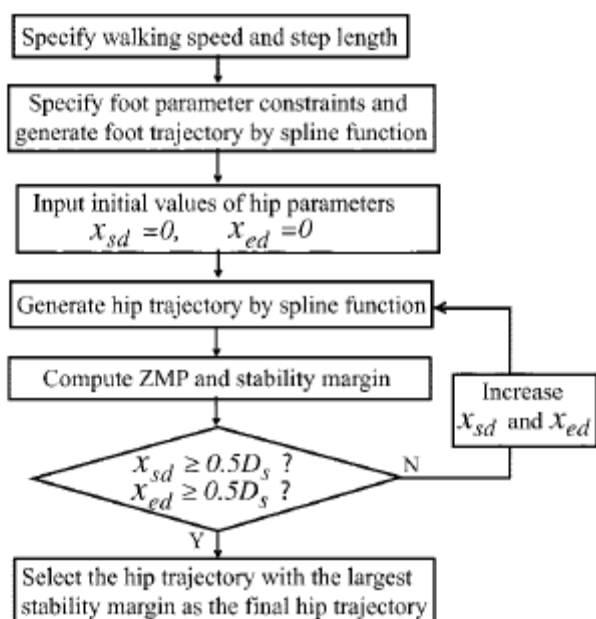 Specify walking speed and step length
Specify foot parameter constraints and
generate foot trajectory by spline function
Input initial values of hip parameters
x_sd =0, x_ed =0
Generate hip trajectory by spline function
Compute ZMP and stability margin
Increase
x_sd and x_ed
x_sd ≥ 0.5D_s ?
x_ed ≥ 0.5D_s ?
N
Y
Select the hip trajectory with the largest
stability margin as the final hip trajectory